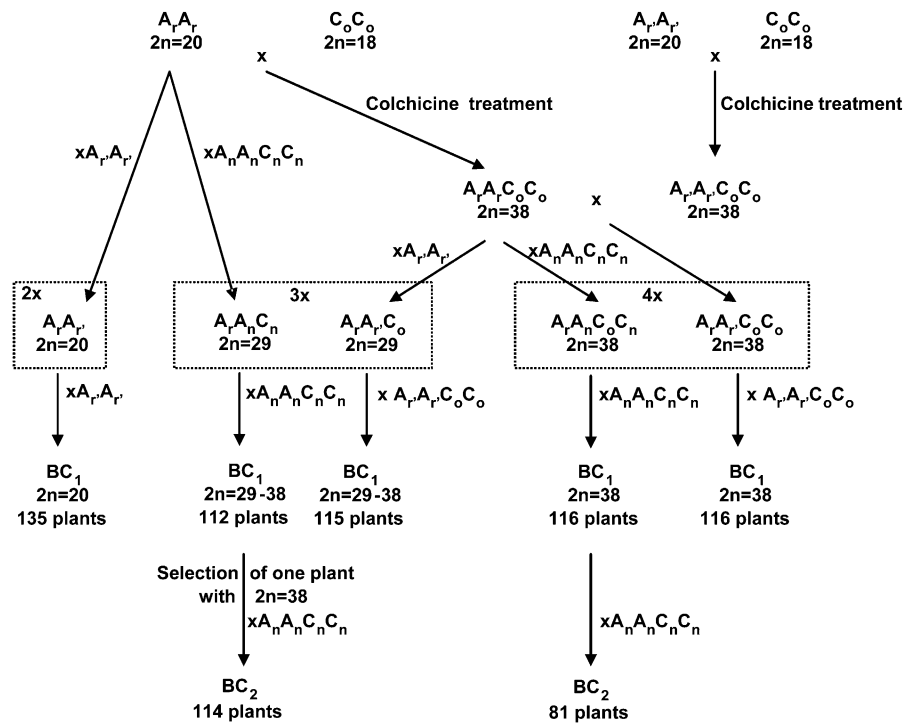 ArAr CoCo Ar'Ar' CoCo
2n=20 2n=18 2n=20 2n=18
x x
Colchicine treatment Colchicine treatment
xAr'Ar' xAnAnCnCn
ArArCoCo x Ar'Ar'CoCo
2n=38 2n=38
xAr'Ar' xAnAnCnCn
2x 3x 4x
ArAr' ArAnCn ArAr'Co ArAnCoCn ArAr'CoCo
2n=20 2n=29 2n=29 2n=38 2n=38
xAr'Ar' xAnAnCnCn x Ar'Ar'CoCo xAnAnCnCn x Ar'Ar'CoCo
BC1 BC1 BC1 BC1 BC1
2n=20 2n=29-38 2n=29-38 2n=38 2n=38
135 plants 112 plants 115 plants 116 plants 116 plants
Selection of one plant
with 2n=38
xAnAnCnCn xAnAnCnCn
BC2 BC2
114 plants 81 plants